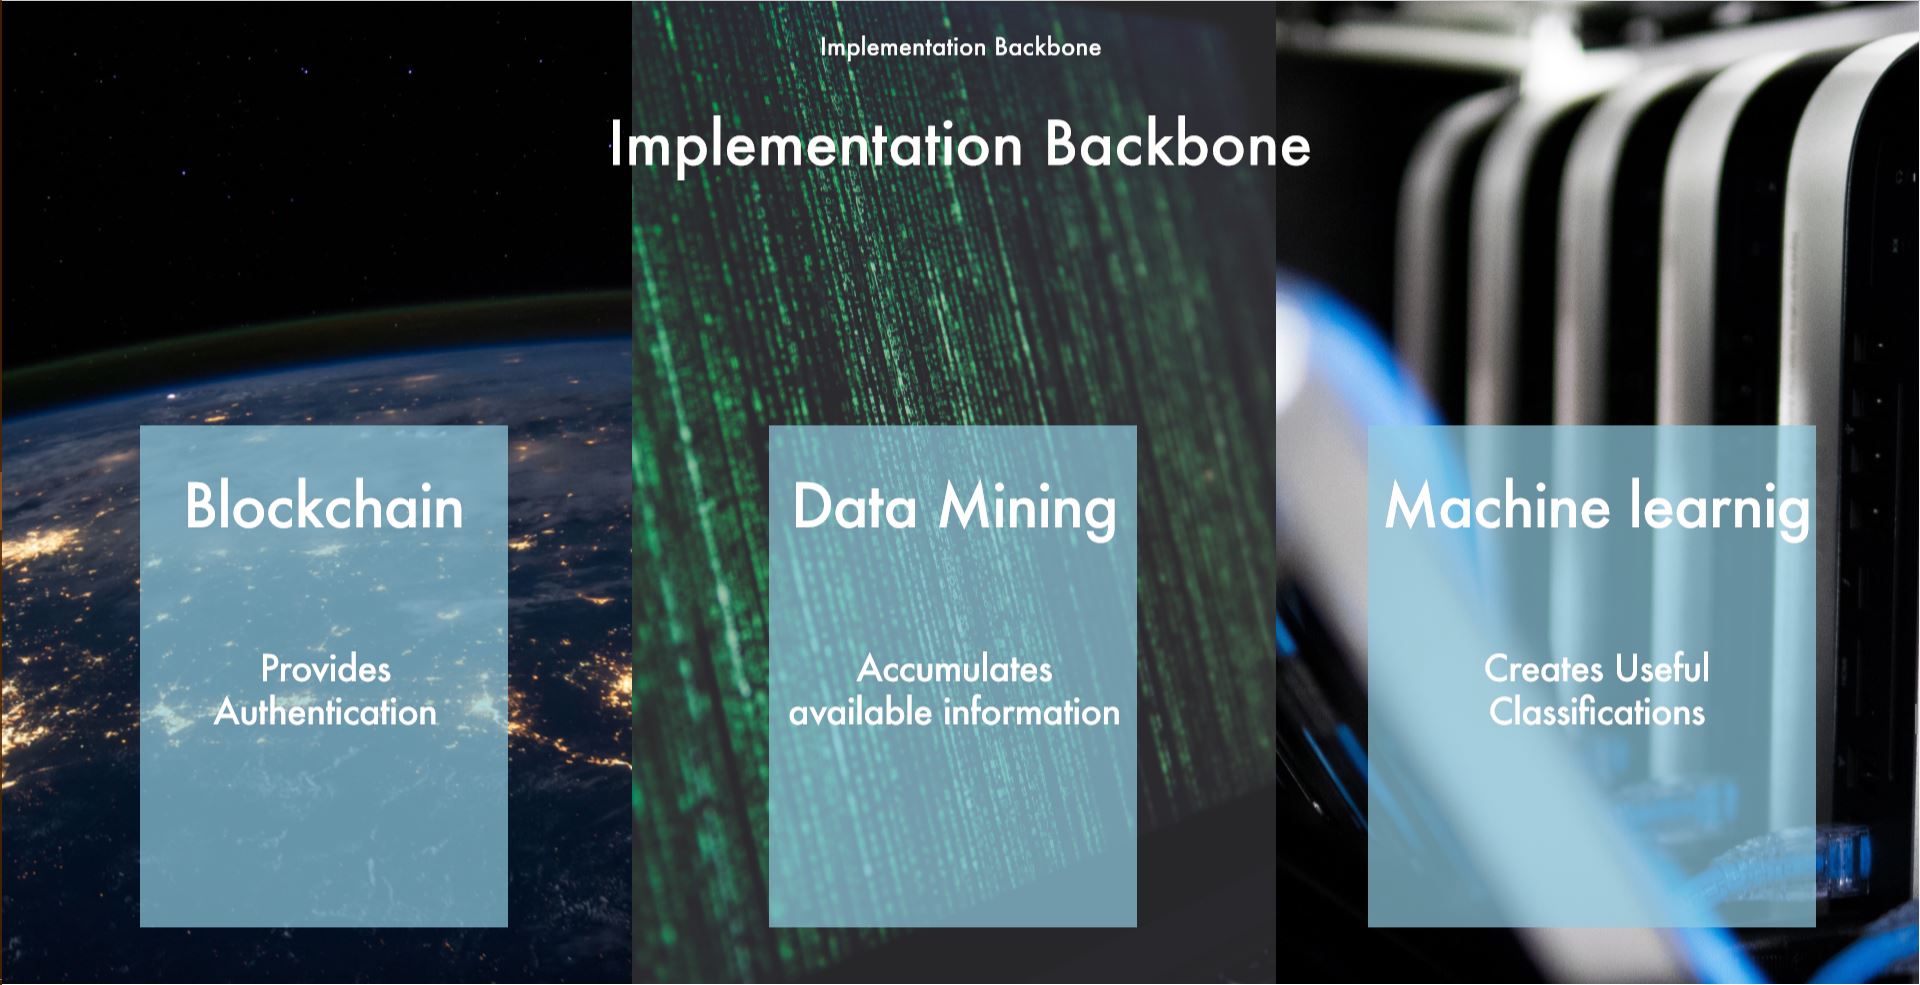 Implementation Backbone
Implementation Backbone
Blockchain
Provides
Authentication
Data Mining
Accumulates
available information
Machine learnig
Creates Useful
Classifications